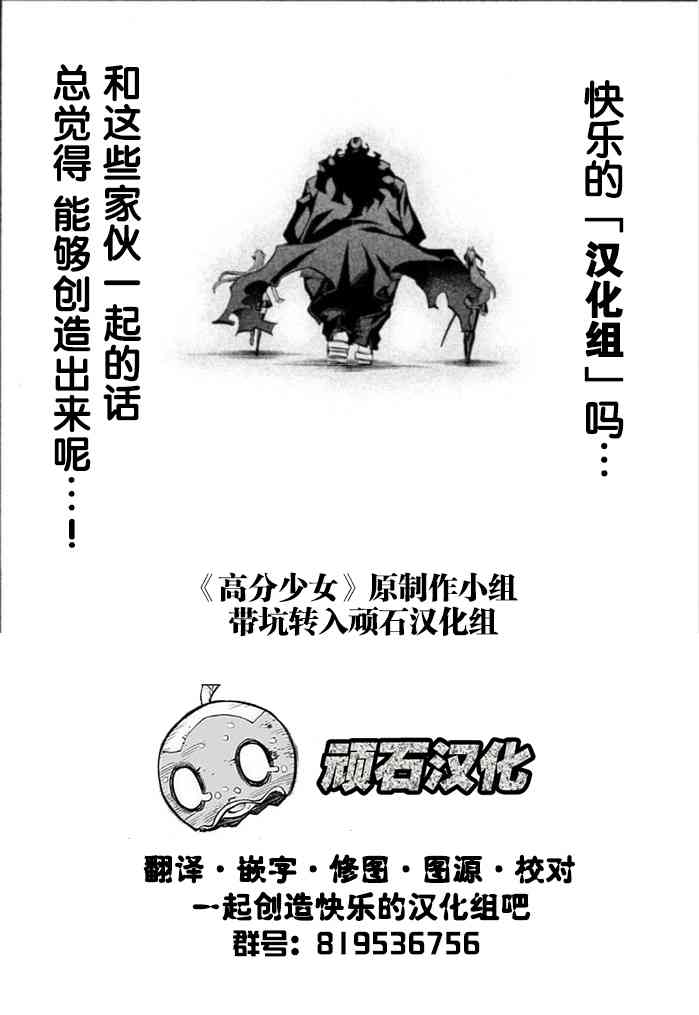 快乐的「汉化组」吗…
和这些家伙一起的话
总觉得 能够创造出来呢…!
《高分少女》原制作小组
带坑转入顽石汉化组
顽石汉化
翻译·嵌字·修图·图源·校对
一起创造快乐的汉化组吧
群号: 819536756